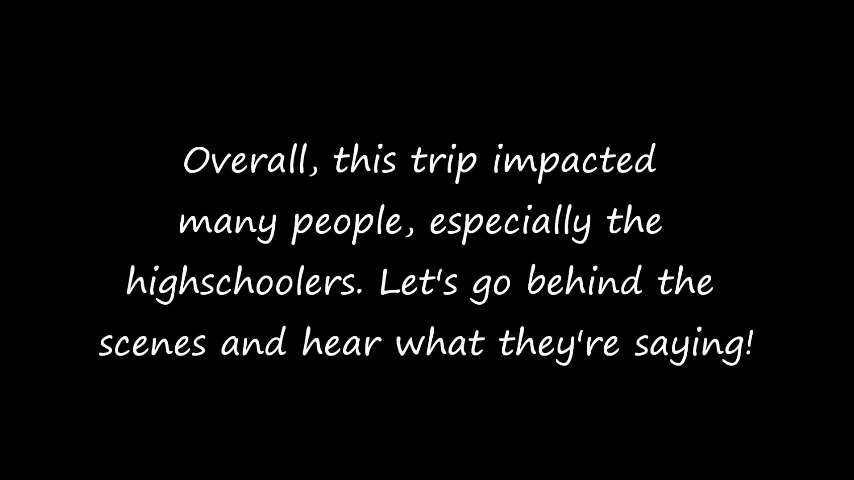 Overall, this trip impacted
many people, especially the
highschoolers. Let's go behind the
scenes and hear what they're saying!